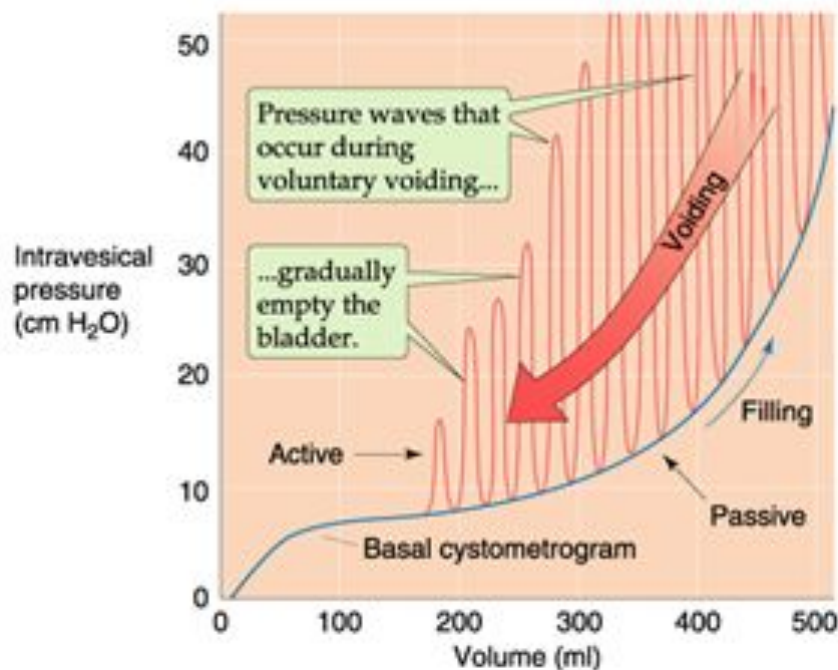 50
Pressure waves that
occur during
voluntary voiding...
40
Voiding
Intravesical
pressure
(cm H₂O)
30
...gradually
empty the
bladder.
20
Filling
Active
10
Passive
Basal cystometrogram
0
0 100 200 300 400 500
Volume (ml)